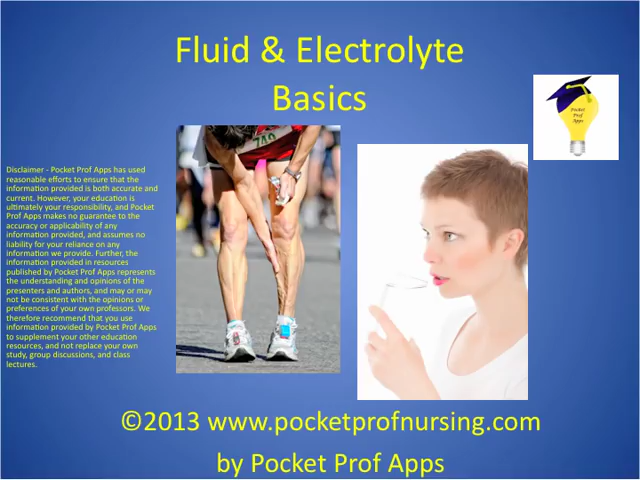 Fluid & Electrolyte
Basics
Pocket
Prof
Apps
740
Disclaimer - Pocket Prof Apps has used
reasonable efforts to ensure that the
information provided is both accurate and
current. However, your education is
ultimately your responsibility, and Pocket
Prof Apps makes no guarantee to the
accuracy or applicability of any
information provided, and assumes no
liability for your reliance on any
information we provide. Further, the
information provided in resources
published by Pocket Prof Apps represents
the understanding and opinions of the
presenters and authors, and may or may
not be consistent with the opinions or
preferences of your own professors. We
therefore recommend that you use
information provided by Pocket Prof Apps
to supplement your other education
resources, and not replace your own
study, group discussions, and class
lectures.
©2013 www.pocketprofnursing.com
by Pocket Prof Apps